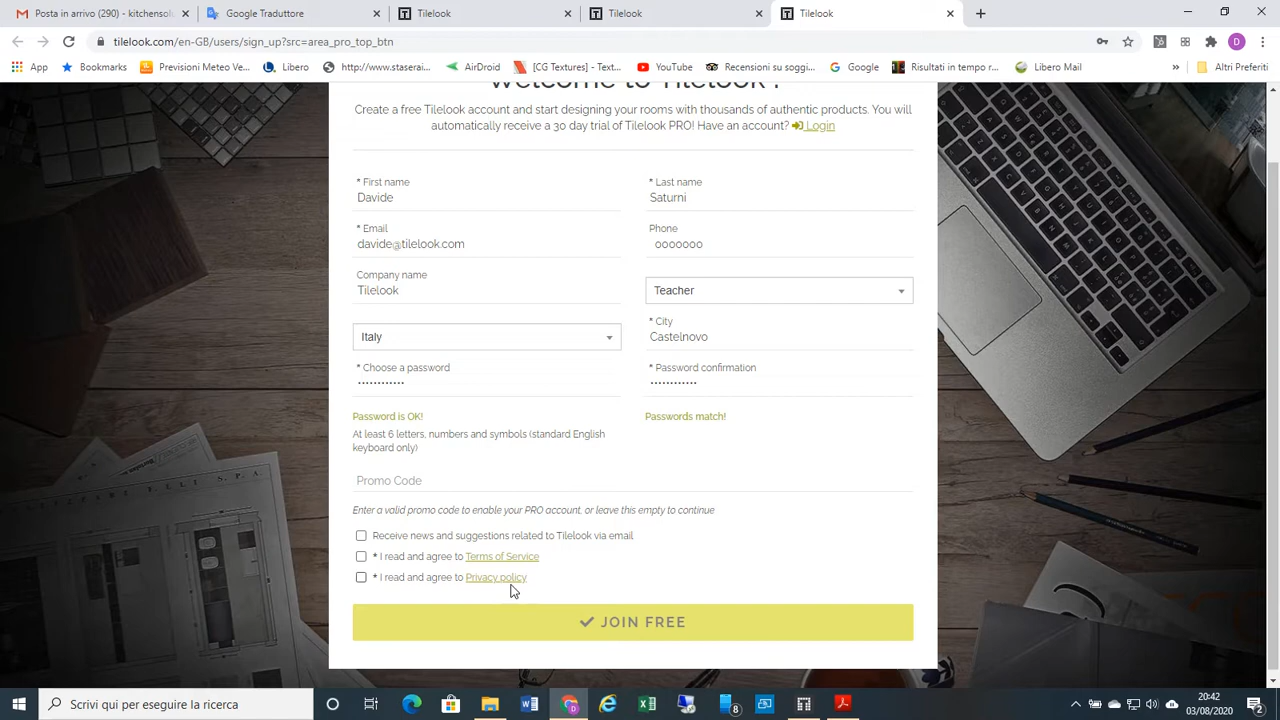 Posta in arrivo (290) - kitchensolu
Google Traduttore
Tilelook
Tilelook
Tilelook
tilelook.com/en-GB/users/sign_up?src=area_pro_top_btn
App
Bookmarks
Previsioni Meteo Ve...
Libero
http://www.staserai...
AirDroid
[CG Textures] - Text...
YouTube
Recensioni su soggi...
Google
Risultati in tempo r...
Libero Mail
»
Altri Preferiti
Welcome to Tilelook !
Create a free Tilelook account and start designing your rooms with thousands of authentic products. You will
automatically receive a 30 day trial of Tilelook PRO! Have an account? Login
* First name
Davide
* Last name
Saturni
* Email
davide@tilelook.com
Phone
0000000
Company name
Tilelook
Teacher
Italy
* City
Castelnovo
* Choose a password
••••••••••••
* Password confirmation
••••••••••••
Password is OK!
Passwords match!
At least 6 letters, numbers and symbols (standard English
keyboard only)
Promo Code
Enter a valid promo code to enable your PRO account, or leave this empty to continue
Receive news and suggestions related to Tilelook via email
* I read and agree to Terms of Service
* I read and agree to Privacy policy
JOIN FREE
Scrivi qui per eseguire la ricerca
20:42
03/08/2020